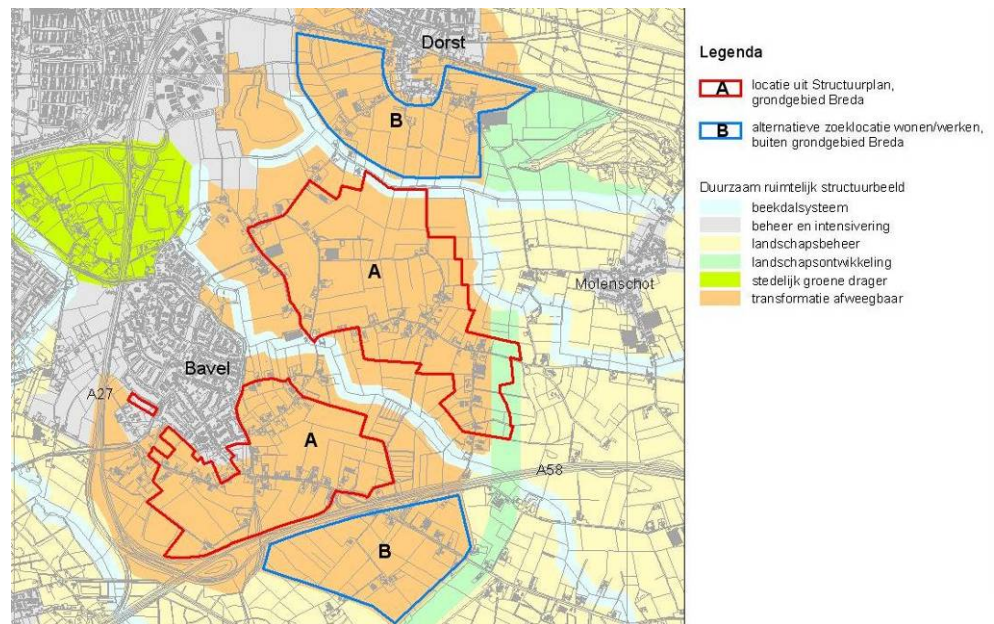 Dorst
B
A
Molenschot
Bavel
A27
A
A58
B
Legenda
A locatie uit Structuurplan,
grondgebied Breda
B alternatieve zoeklocatie wonen/werken,
buiten grondgebied Breda
Duurzaam ruimtelijk structuurbeeld
beekdalsysteem
beheer en intensivering
landschapsbeheer
landschapsontwikkeling
stedelijk groene drager
transformatie afweegbaar